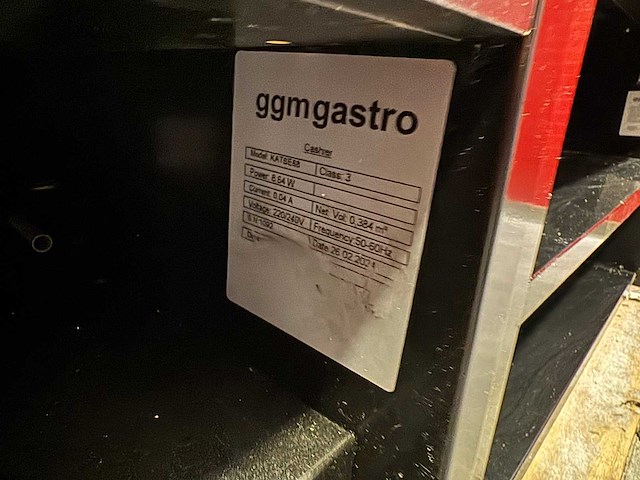 ggmgastro
Cashier
Model: KATBE68 Class: 3
Power: 8.64 W
Current: 0.04 A Net. Vol: 0.384 m³
Voltage: 220/240V Frequency:50-60Hz
Date:26.02.2024